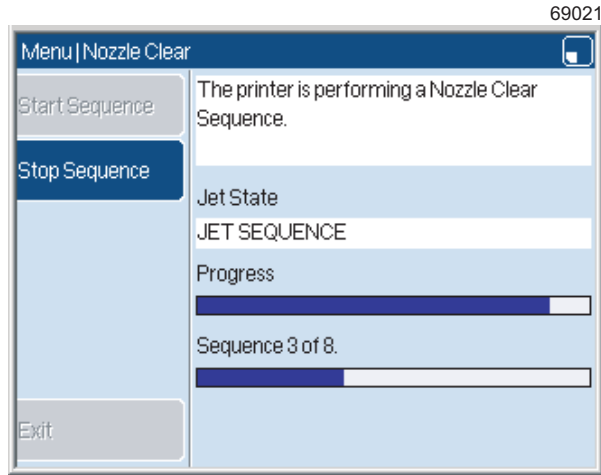 69021
Menu | Nozzle Clear
Start Sequence
The printer is performing a Nozzle Clear
Sequence.
Stop Sequence
Jet State
JET SEQUENCE
Progress
Sequence 3 of 8.
Exit